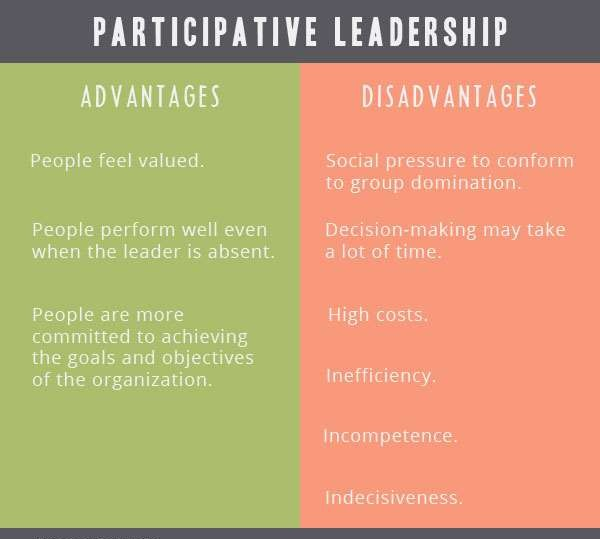 PARTICIPATIVE LEADERSHIP
ADVANTAGES
People feel valued.
People perform well even
when the leader is absent.
People are more
committed to achieving
the goals and objectives
of the organization.
DISADVANTAGES
Social pressure to conform
to group domination.
Decision-making may take
a lot of time.
High costs.
Inefficiency.
Incompetence.
Indecisiveness.